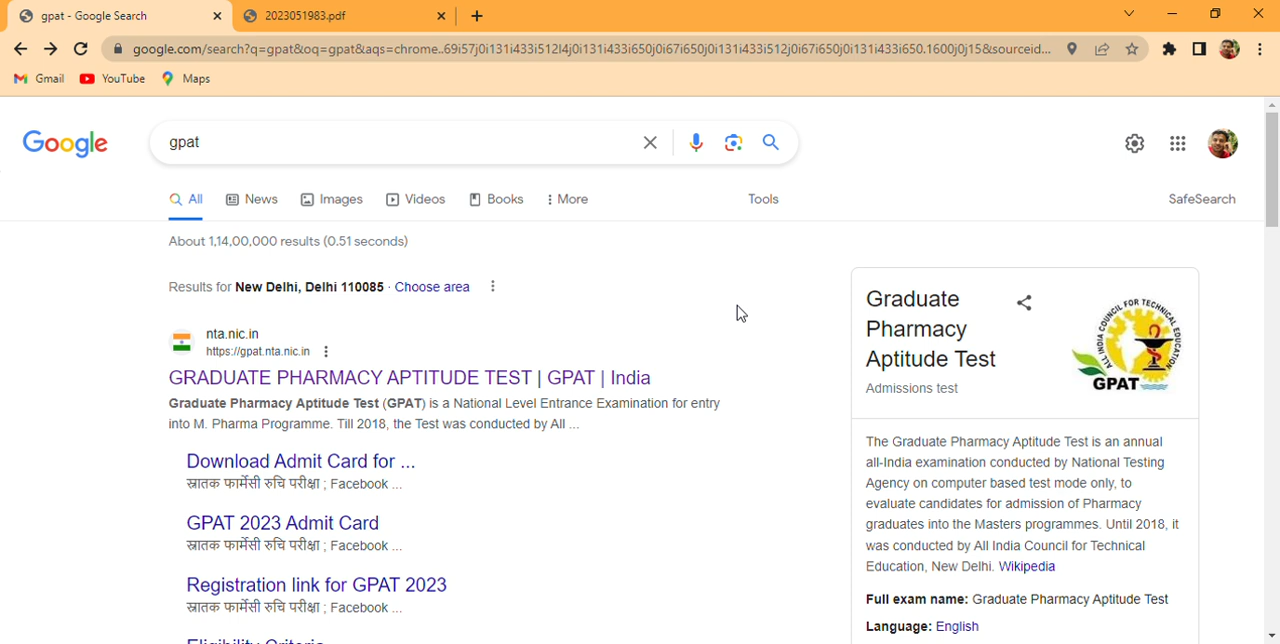 gpat - Google Search
2023051983.pdf
google.com/search?q=gpat&oq=gpat&aqs=chrome..69i57j0i131i433i512l4j0i131i433i650j0i67i650j0i131i433i512j0i67i650j0i131i433i650.1600j0j15&sourceid...
Gmail YouTube Maps
Google
gpat
All News Images Videos Books More Tools SafeSearch
About 1,14,00,000 results (0.51 seconds)
Results for New Delhi, Delhi 110085 · Choose area
nta.nic.in
https://gpat.nta.nic.in
GRADUATE PHARMACY APTITUDE TEST | GPAT | India
Graduate Pharmacy Aptitude Test (GPAT) is a National Level Entrance Examination for entry
into M. Pharma Programme. Till 2018, the Test was conducted by All ...
Download Admit Card for ...
स्नातक फार्मेसी रुचि परीक्षा ; Facebook ...
GPAT 2023 Admit Card
स्नातक फार्मेसी रुचि परीक्षा ; Facebook ...
Registration link for GPAT 2023
स्नातक फार्मेसी रुचि परीक्षा ; Facebook ...
Eligibility Criteria
Graduate
Pharmacy
Aptitude Test
Admissions test
ALL INDIA COUNCIL FOR TECHNICAL EDUCATION
GPAT
The Graduate Pharmacy Aptitude Test is an annual
all-India examination conducted by National Testing
Agency on computer based test mode only, to
evaluate candidates for admission of Pharmacy
graduates into the Masters programmes. Until 2018, it
was conducted by All India Council for Technical
Education, New Delhi. Wikipedia
Full exam name: Graduate Pharmacy Aptitude Test
Language: English